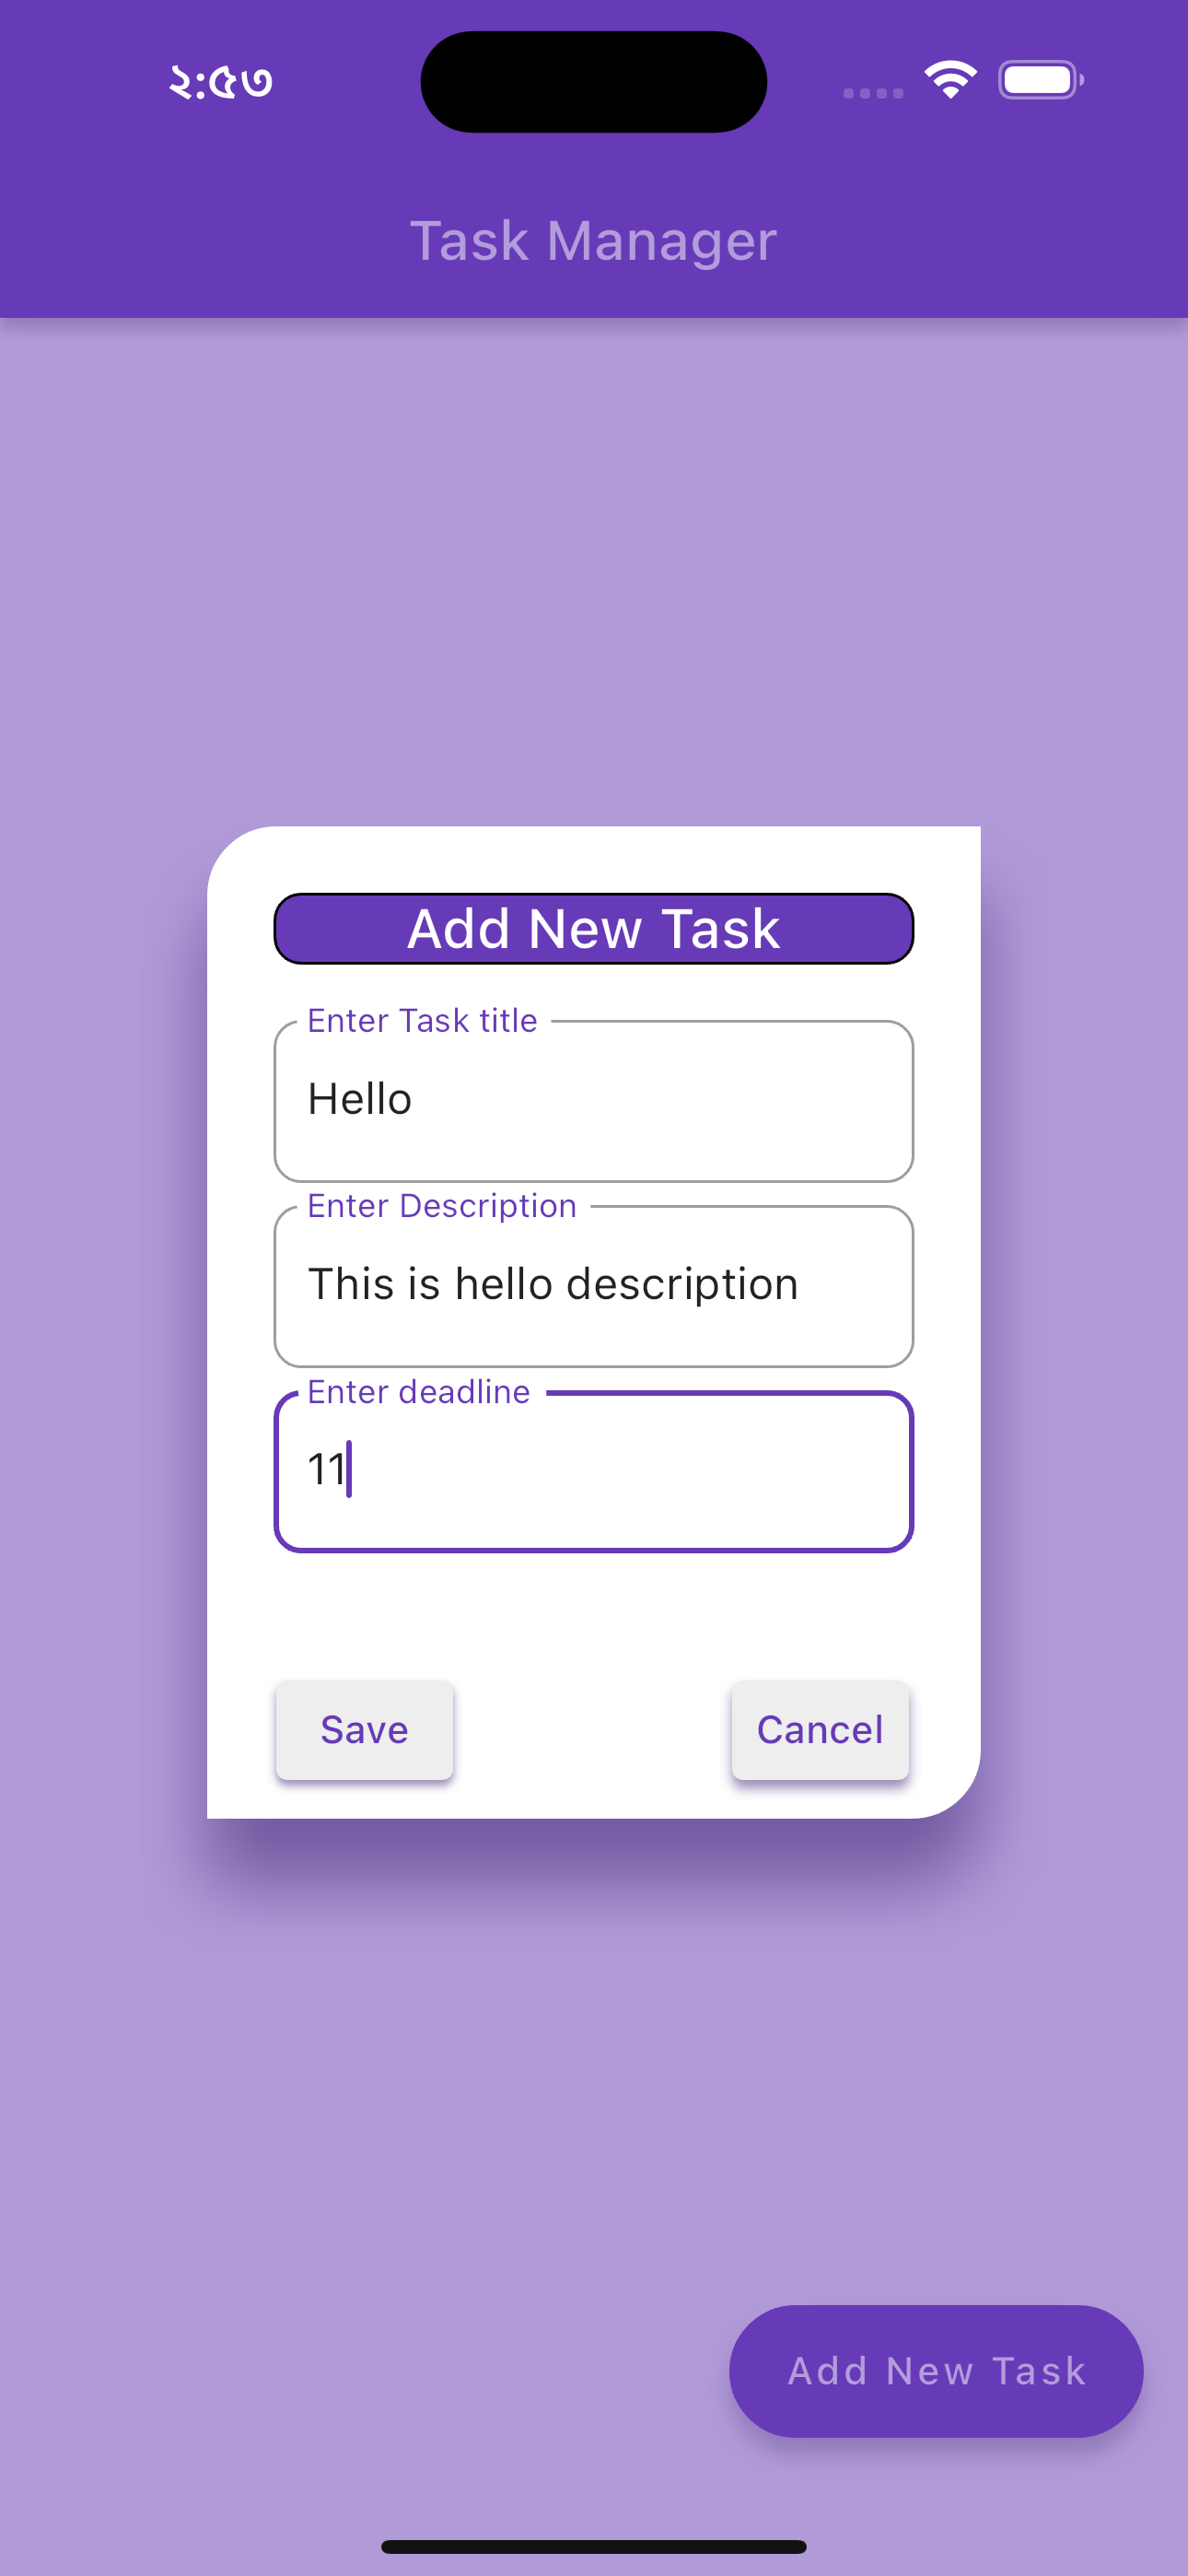 ২:৫৩
Task Manager
Add New Task
Enter Task title
Hello
Enter Description
This is hello description
Enter deadline
11
Save
Cancel
Add New Task